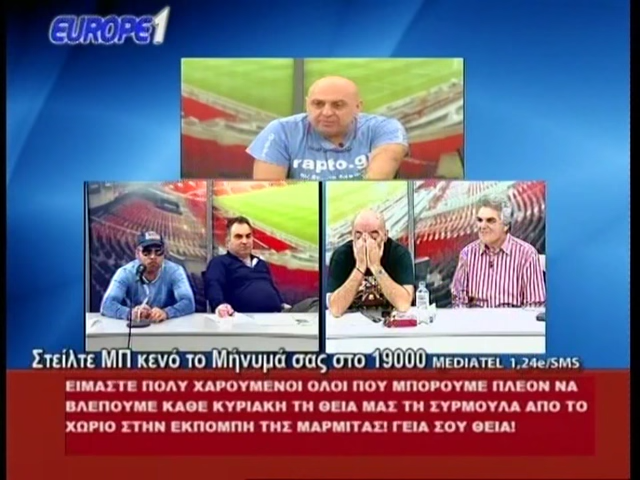 EUROPE1
rapto.g
Στείλτε ΜΠ κενό το Μήνυμά σας στο 19000 MEDIATEL 1,24e/SMS
ΕΙΜΑΣΤΕ ΠΟΛΥ ΧΑΡΟΥΜΕΝΟΙ ΟΛΟΙ ΠΟΥ ΜΠΟΡΟΥΜΕ ΠΛΕΟΝ ΝΑ
ΒΛΕΠΟΥΜΕ ΚΑΘΕ ΚΥΡΙΑΚΗ ΤΗ ΘΕΙΑ ΜΑΣ ΤΗ ΣΥΡΜΟΥΛΑ ΑΠΟ ΤΟ
ΧΩΡΙΟ ΣΤΗΝ ΕΚΠΟΜΠΗ ΤΗΣ ΜΑΡΜΙΤΑΣ! ΓΕΙΑ ΣΟΥ ΘΕΙΑ!